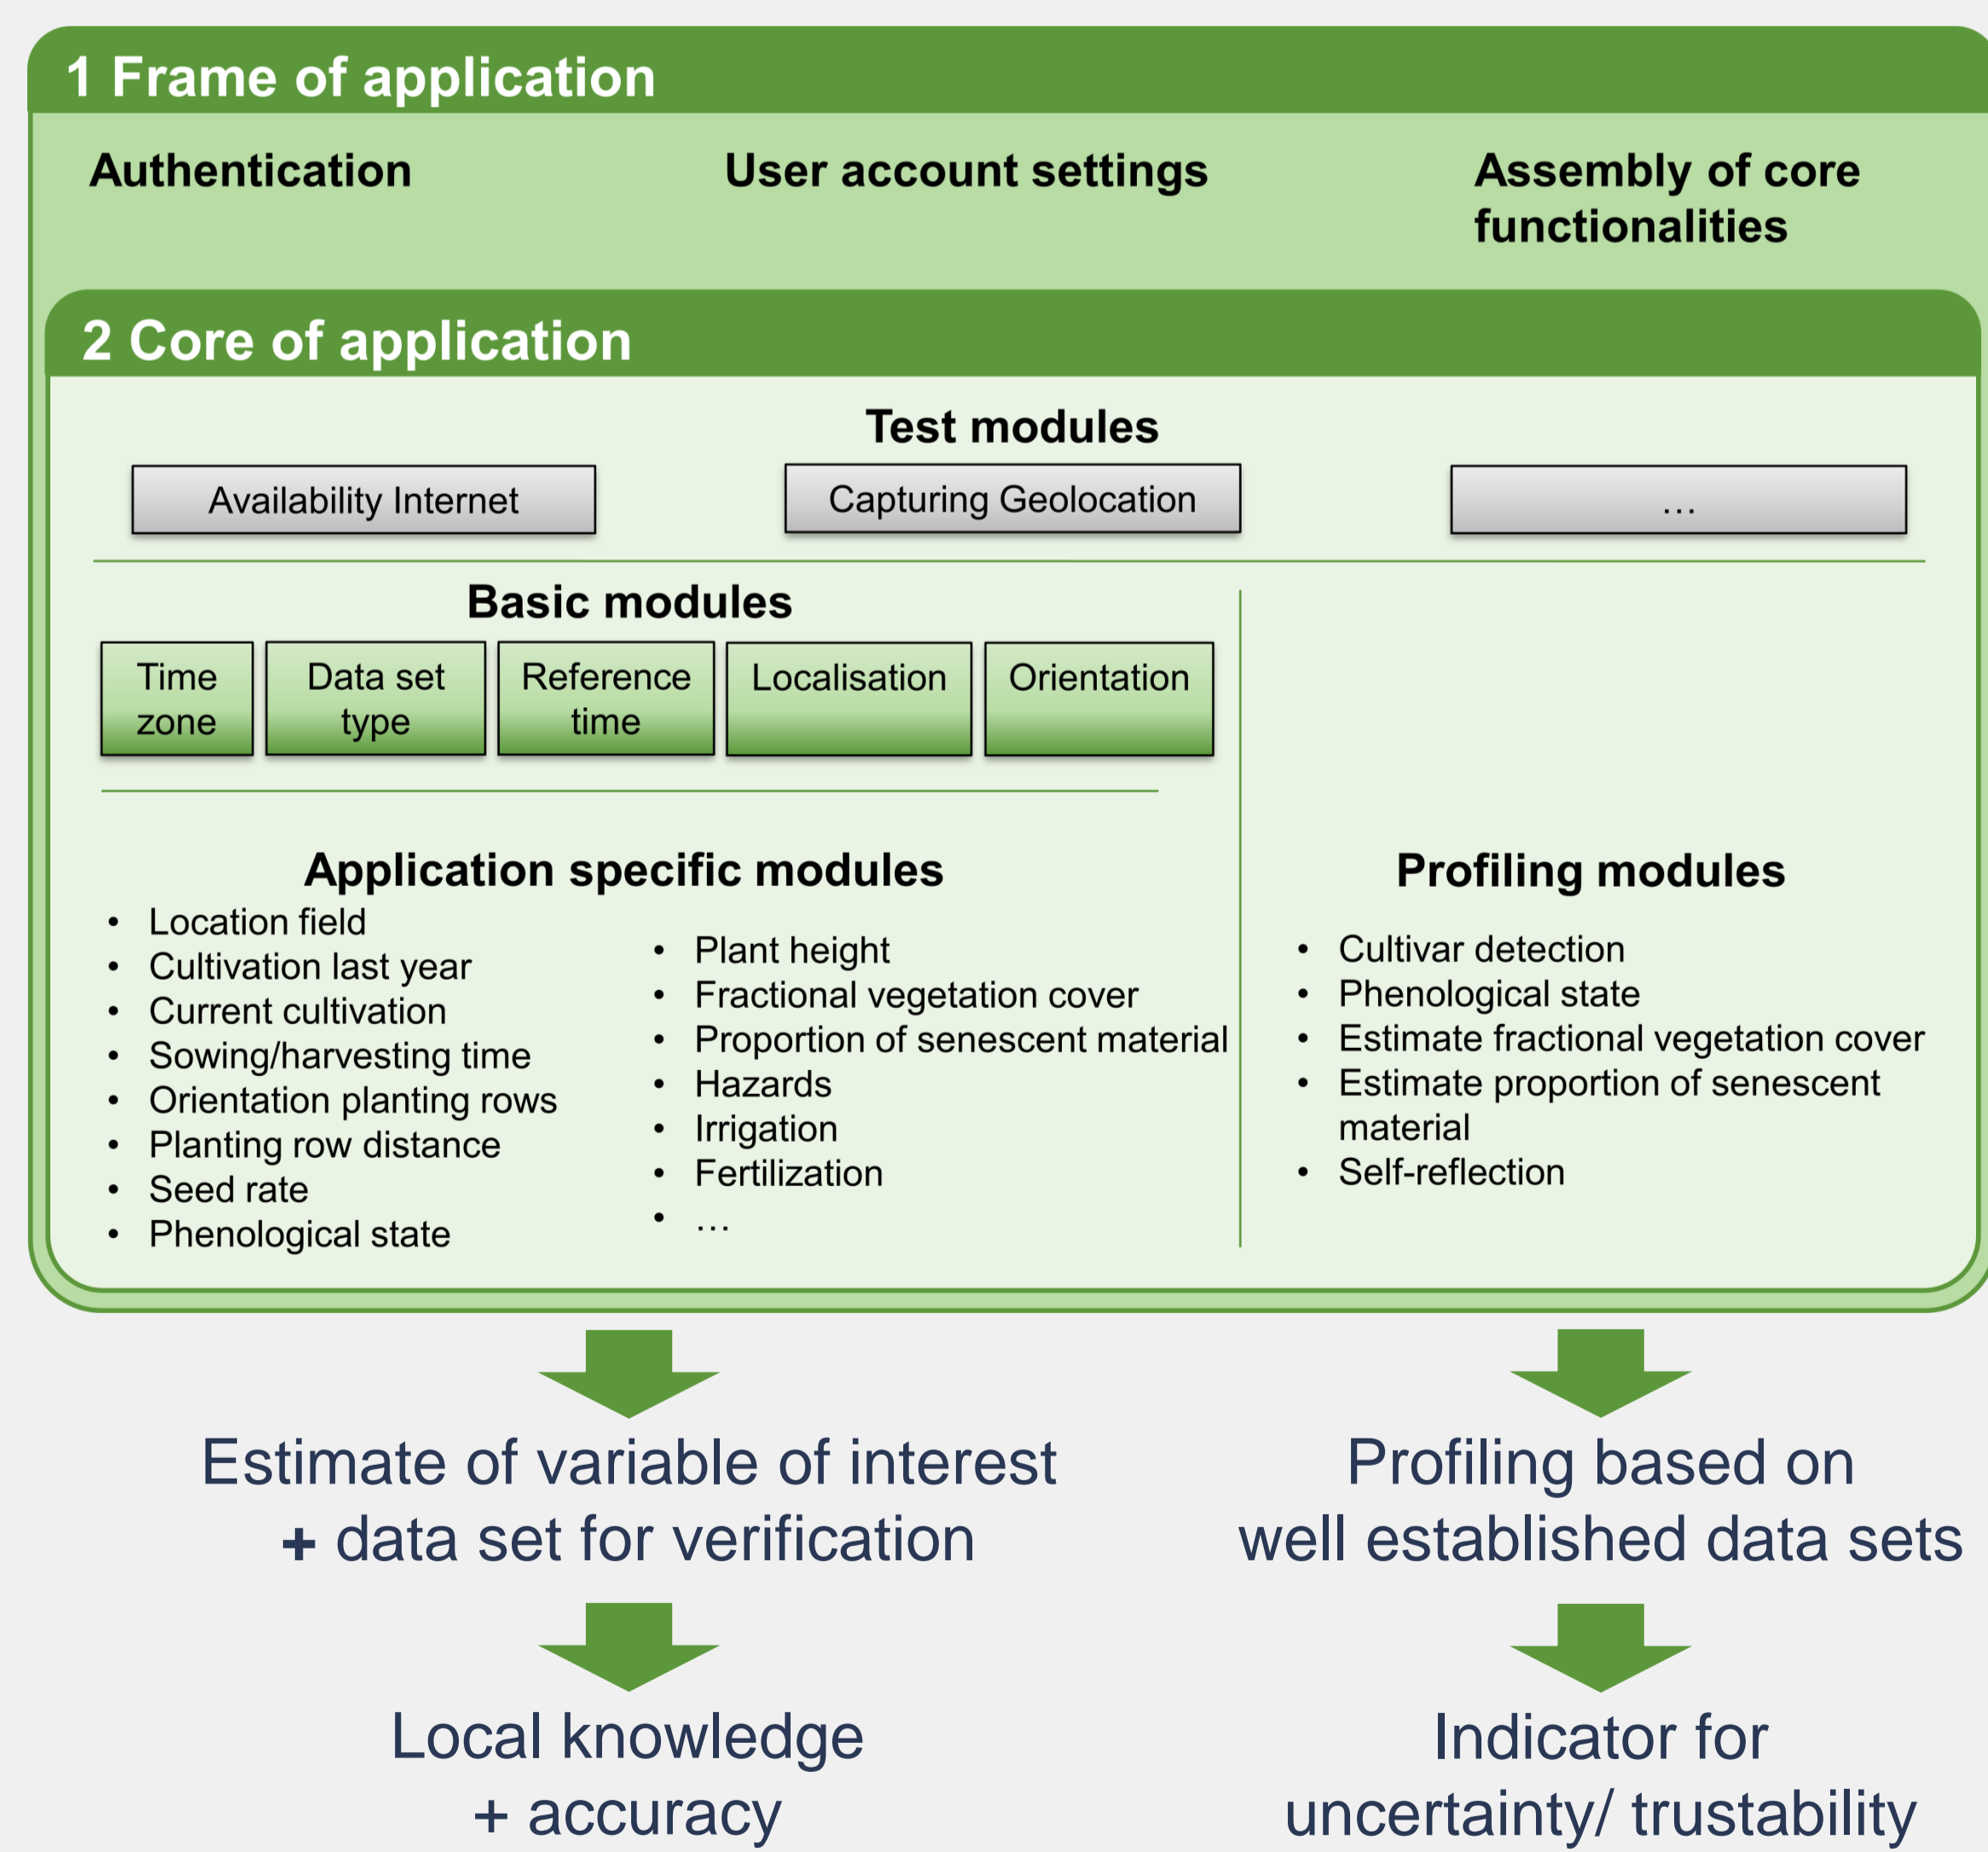 1 Frame of application
Authentication
User account settings
Assembly of core
functionalities
2 Core of application
Test modules
Availability Internet
Capturing Geolocation
…
Basic modules
Time
zone
Data set
type
Reference
time
Localisation
Orientation
Application specific modules
• Location field
• Cultivation last year
• Current cultivation
• Sowing/harvesting time
• Orientation planting rows
• Planting row distance
• Seed rate
• Phenological state
• Plant height
• Fractional vegetation cover
• Proportion of senescent material
• Hazards
• Irrigation
• Fertilization
• …
Profiling modules
• Cultivar detection
• Phenological state
• Estimate fractional vegetation cover
• Estimate proportion of senescent
material
• Self-reflection
Estimate of variable of interest
+ data set for verification
Local knowledge
+ accuracy
Profiling based on
well established data sets
Indicator for
uncertainty/ trustability